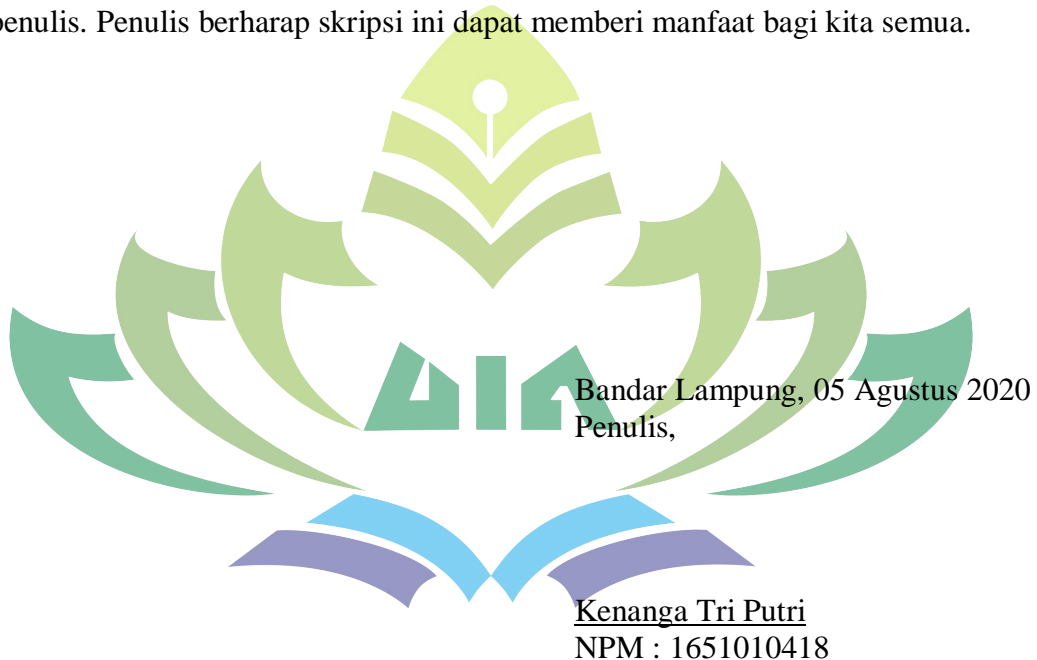 penulis. Penulis berharap skripsi ini dapat memberi manfaat bagi kita semua.
UIN
Bandar Lampung, 05 Agustus 2020
Penulis,
Kenanga Tri Putri
NPM : 1651010418